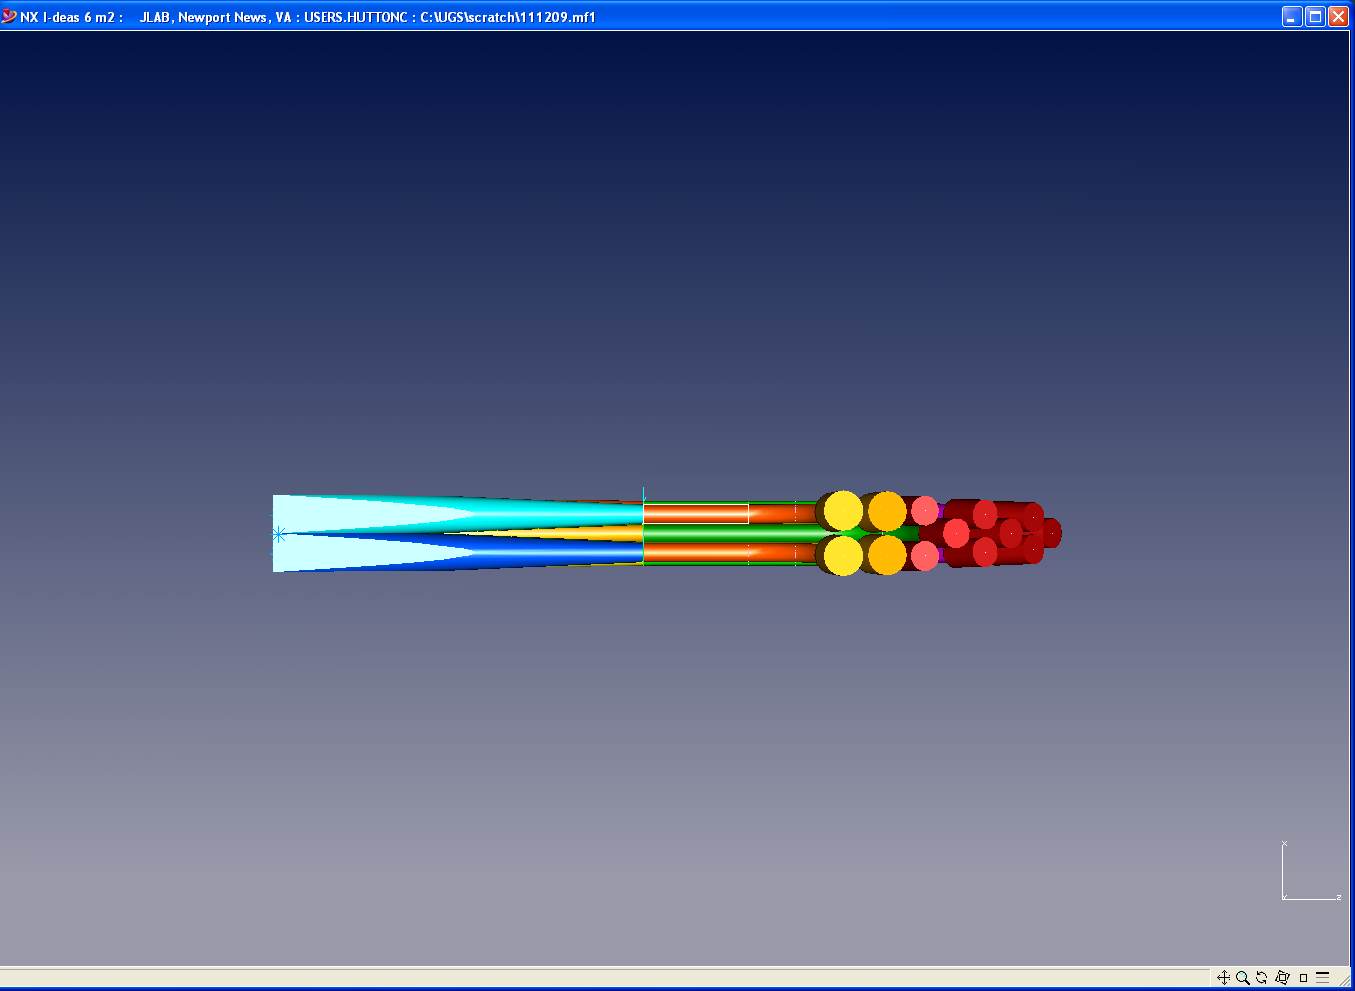 NX I-deas 6 m2 : JLAB, Newport News, VA : USERS.HUTTONC : C:\UGS\scratch\111209.mf1
X
Y Z